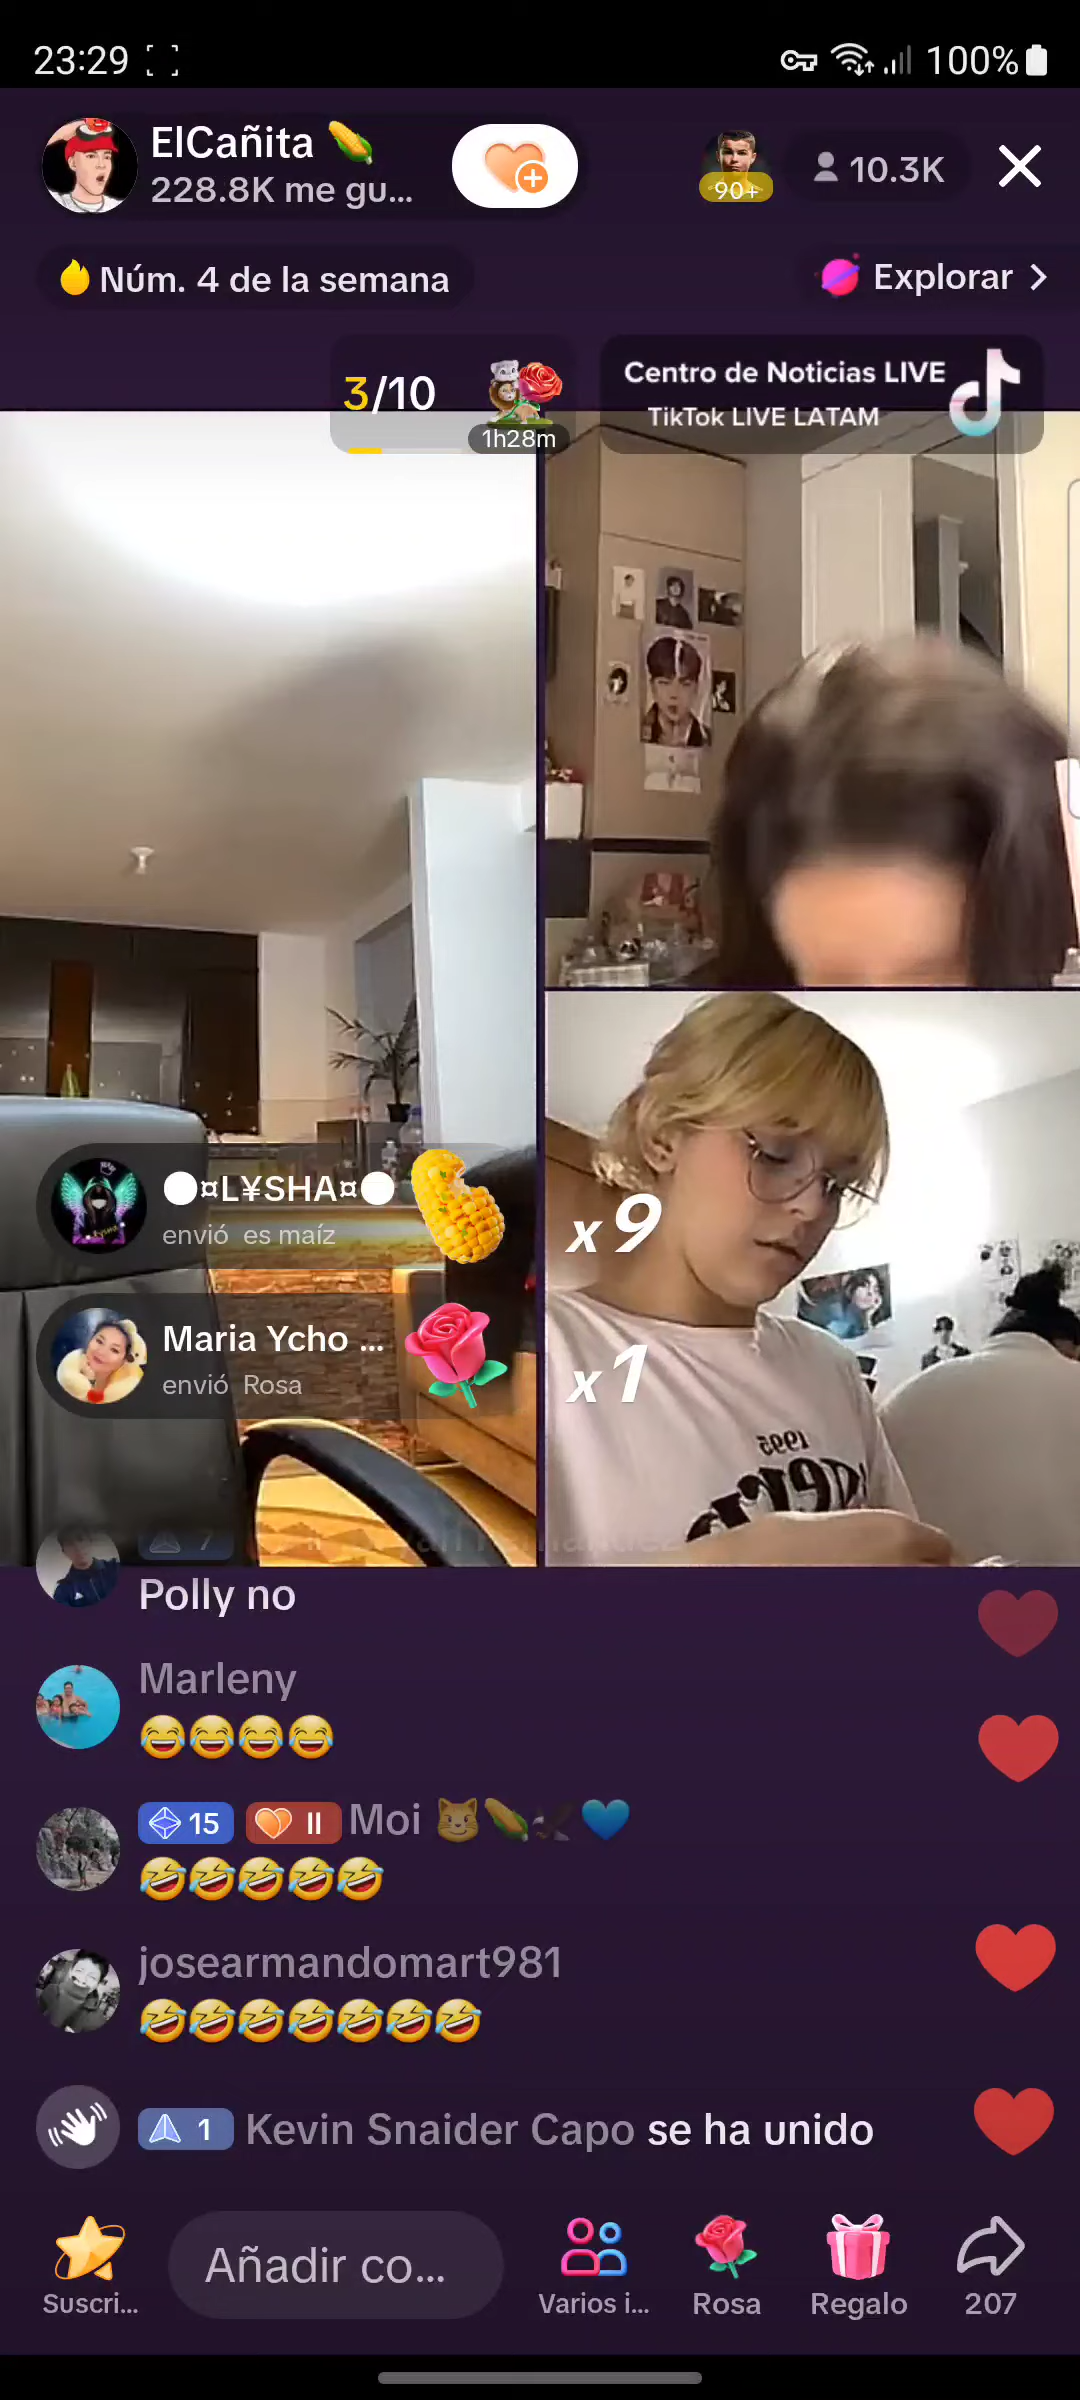 23:29
100%
ElCañita 🌽
228.8K me gu...
90+
10.3K
Núm. 4 de la semana
Explorar >
3/10
1h28m
Centro de Noticias LIVE
TikTok LIVE LATAM
●¤L¥SHA¤●
envió es maíz
x9
Maria Ycho ...
envió Rosa
x1
1995
7
Polly no
Marleny
😂😂😂😂
15 II Moi 😺🌽🦅💙
🤣🤣🤣🤣🤣
josearmandomart981
🤣🤣🤣🤣🤣🤣🤣
1 Kevin Snaider Capo se ha unido
Añadir co...
Suscri...
Varios i...
Rosa
Regalo
207